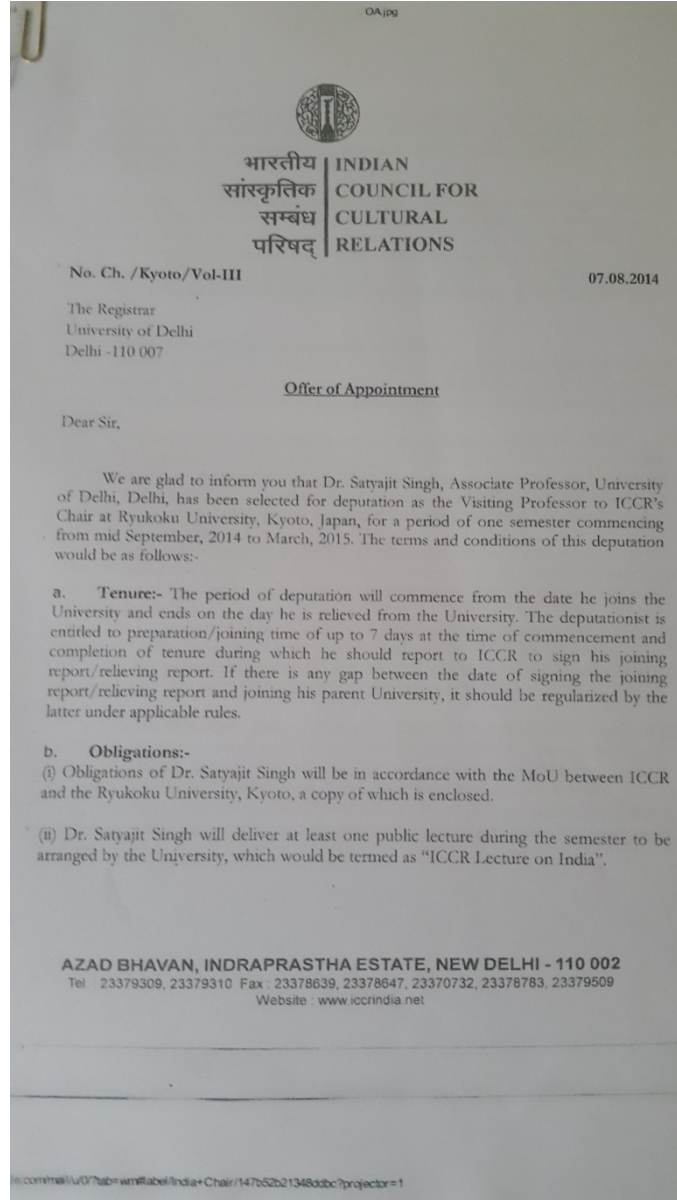 OA.jpg
भारतीय INDIAN
सांस्कृतिक COUNCIL FOR
सम्बंध CULTURAL
परिषद् RELATIONS
No. Ch. /Kyoto/Vol-III 07.08.2014
The Registrar
University of Delhi
Delhi -110 007
Offer of Appointment
Dear Sir,
We are glad to inform you that Dr. Satyajit Singh, Associate Professor, University
of Delhi, Delhi, has been selected for deputation as the Visiting Professor to ICCR's
Chair at Ryukoku University, Kyoto, Japan, for a period of one semester commencing
from mid September, 2014 to March, 2015. The terms and conditions of this deputation
would be as follows:-
a. Tenure:- The period of deputation will commence from the date he joins the
University and ends on the day he is relieved from the University. The deputationist is
entitled to preparation/joining time of up to 7 days at the time of commencement and
completion of tenure during which he should report to ICCR to sign his joining
report/relieving report. If there is any gap between the date of signing the joining
report/relieving report and joining his parent University, it should be regularized by the
latter under applicable rules.
b. Obligations:-
(i) Obligations of Dr. Satyajit Singh will be in accordance with the MoU between ICCR
and the Ryukoku University, Kyoto, a copy of which is enclosed.
(ii) Dr. Satyajit Singh will deliver at least one public lecture during the semester to be
arranged by the University, which would be termed as “ICCR Lecture on India”.
AZAD BHAVAN, INDRAPRASTHA ESTATE, NEW DELHI - 110 002
Tel. 23379309, 23379310 Fax : 23378639, 23378647, 23370732, 23378783, 23379509
Website : www.iccrindia.net
le.com/mail/u/0/?tab=wm#label/India+Chair/147b52b21348ddbc?projector=1